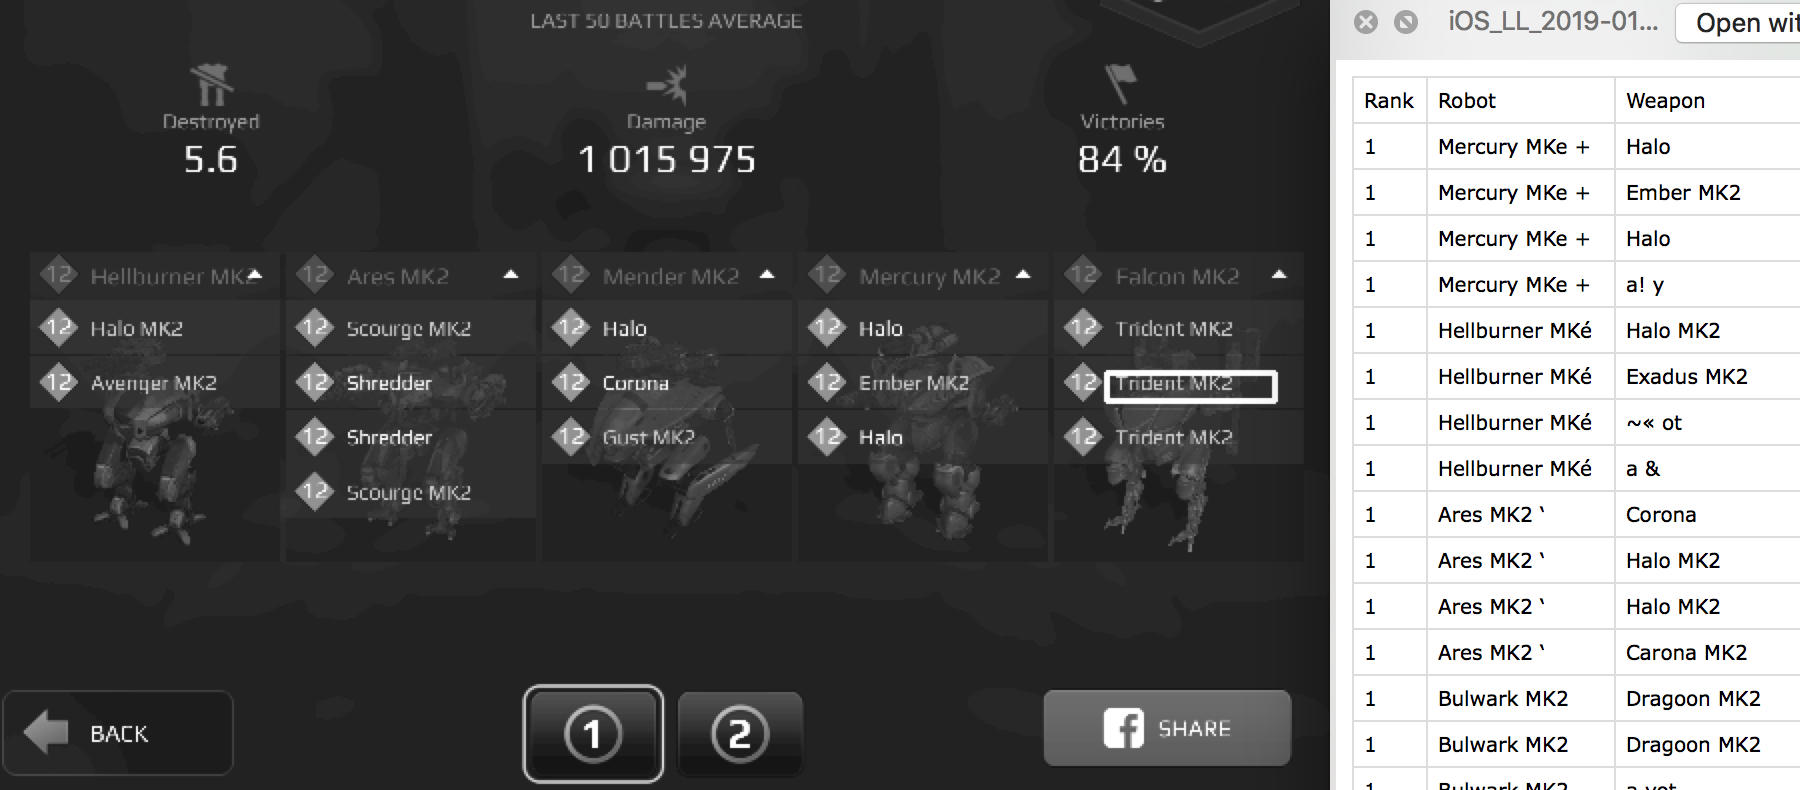 LAST 50 BATTLES AVERAGE
Destroyed
5.6
Damage
1 015 975
Victories
84 %
12 Hellburner MK2
12 Halo MK2
12 Avenger MK2
12 Ares MK2
12 Scourge MK2
12 Shredder
12 Shredder
12 Scourge MK2
12 Mender MK2
12 Halo
12 Corona
12 Gust MK2
12 Mercury MK2
12 Halo
12 Ember MK2
12 Halo
12 Falcon MK2
12 Trident MK2
12 Trident MK2
12 Trident MK2
BACK
1
2
SHARE
iOS_LL_2019-01...
Open wit
Rank Robot Weapon
1 Mercury MKe + Halo
1 Mercury MKe + Ember MK2
1 Mercury MKe + Halo
1 Mercury MKe + a! y
1 Hellburner MKé Halo MK2
1 Hellburner MKé Exadus MK2
1 Hellburner MKé ~« ot
1 Hellburner MKé a &
1 Ares MK2 ‘ Corona
1 Ares MK2 ‘ Halo MK2
1 Ares MK2 ‘ Halo MK2
1 Ares MK2 ‘ Carona MK2
1 Bulwark MK2 Dragoon MK2
1 Bulwark MK2 Dragoon MK2
1 Bulwark MK2 a vot